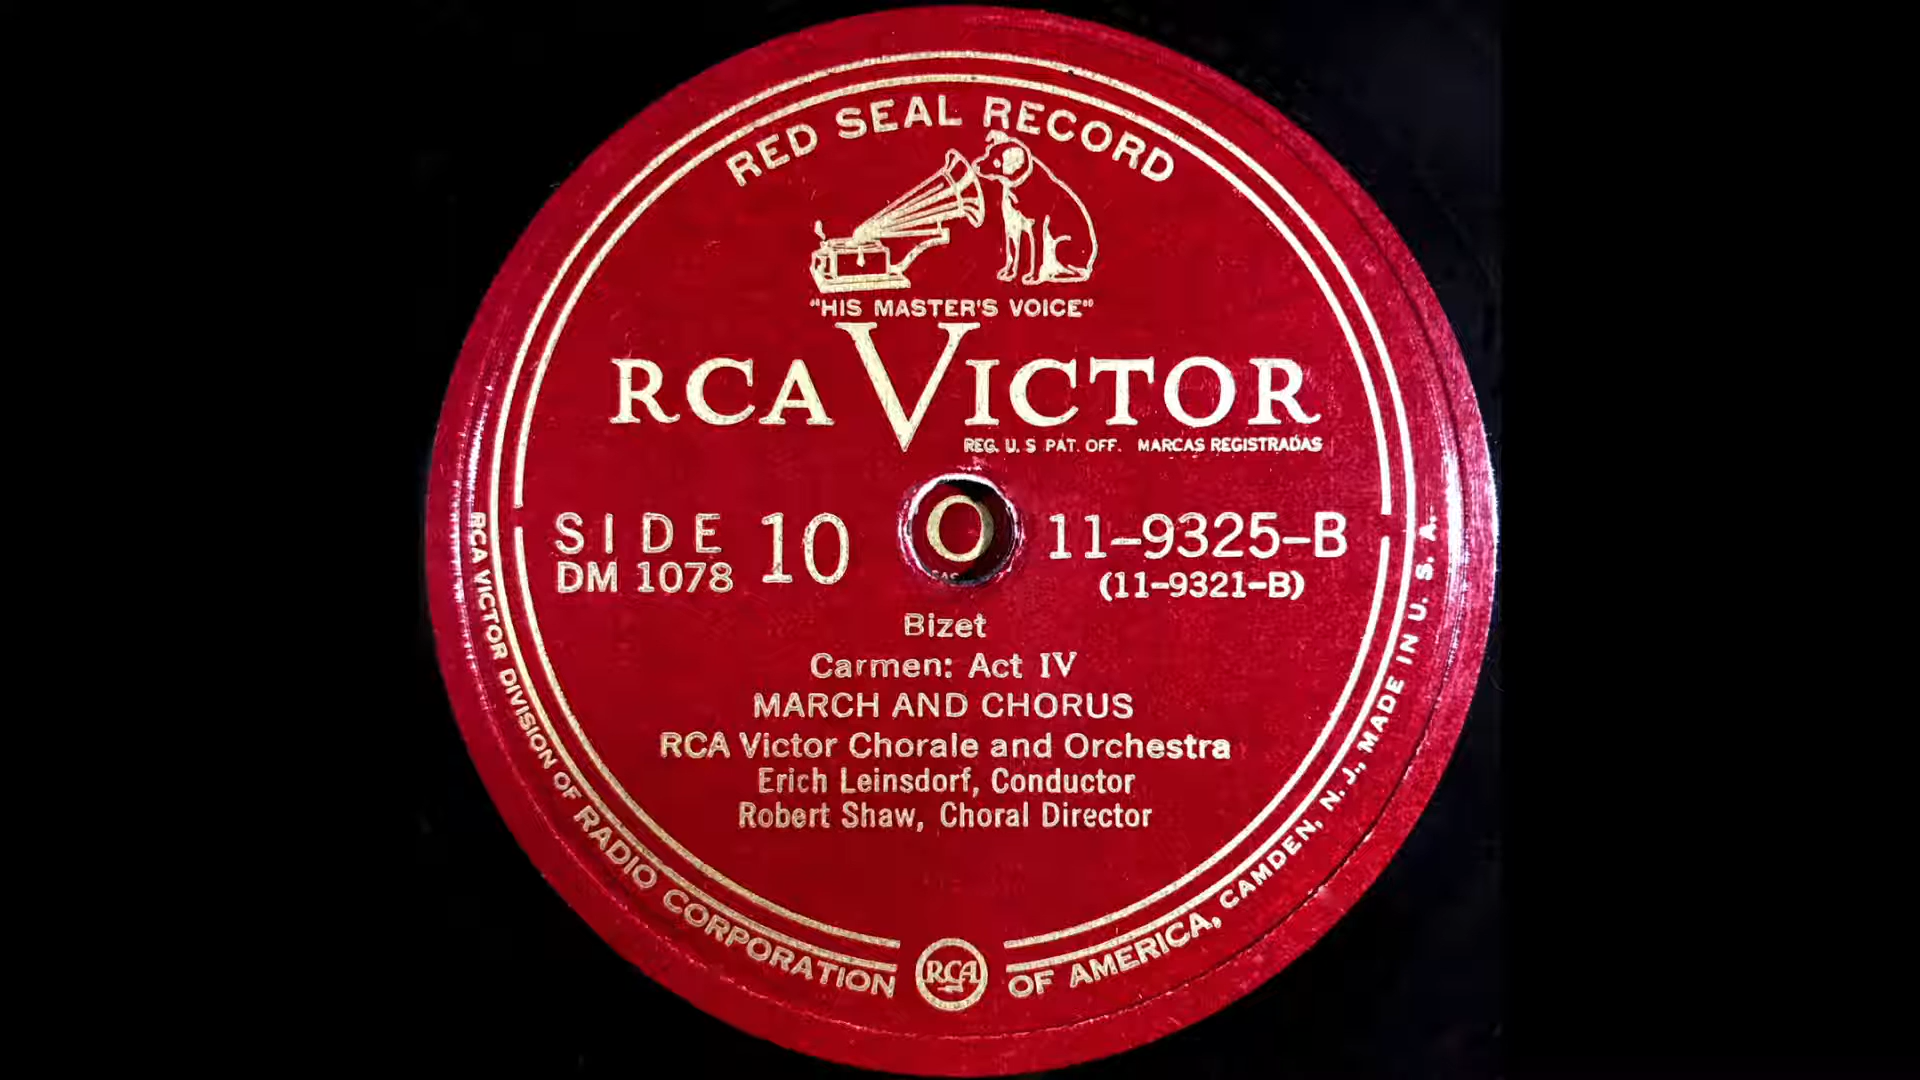 RED SEAL RECORD
"HIS MASTER'S VOICE"
RCA VICTOR
REG. U. S. PAT. OFF. MARCAS REGISTRADAS
SIDE 10
DM 1078
11-9325-B
(11-9321-B)
Bizet
Carmen: Act IV
MARCH AND CHORUS
RCA Victor Chorale and Orchestra
Erich Leinsdorf, Conductor
Robert Shaw, Choral Director
RCA VICTOR DIVISION OF RADIO CORPORATION OF AMERICA, CAMDEN, N. J., MADE IN U. S. A.
RCA